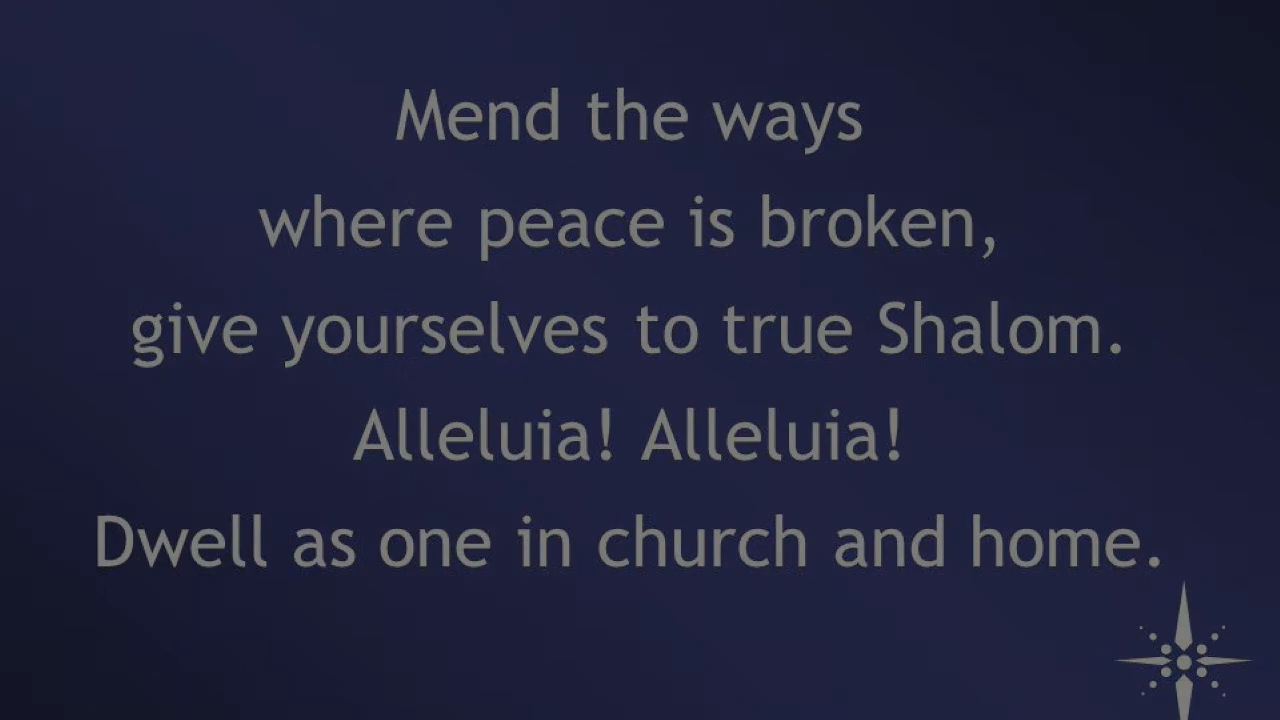 Mend the ways
where peace is broken,
give yourselves to true Shalom.
Alleluia! Alleluia!
Dwell as one in church and home.